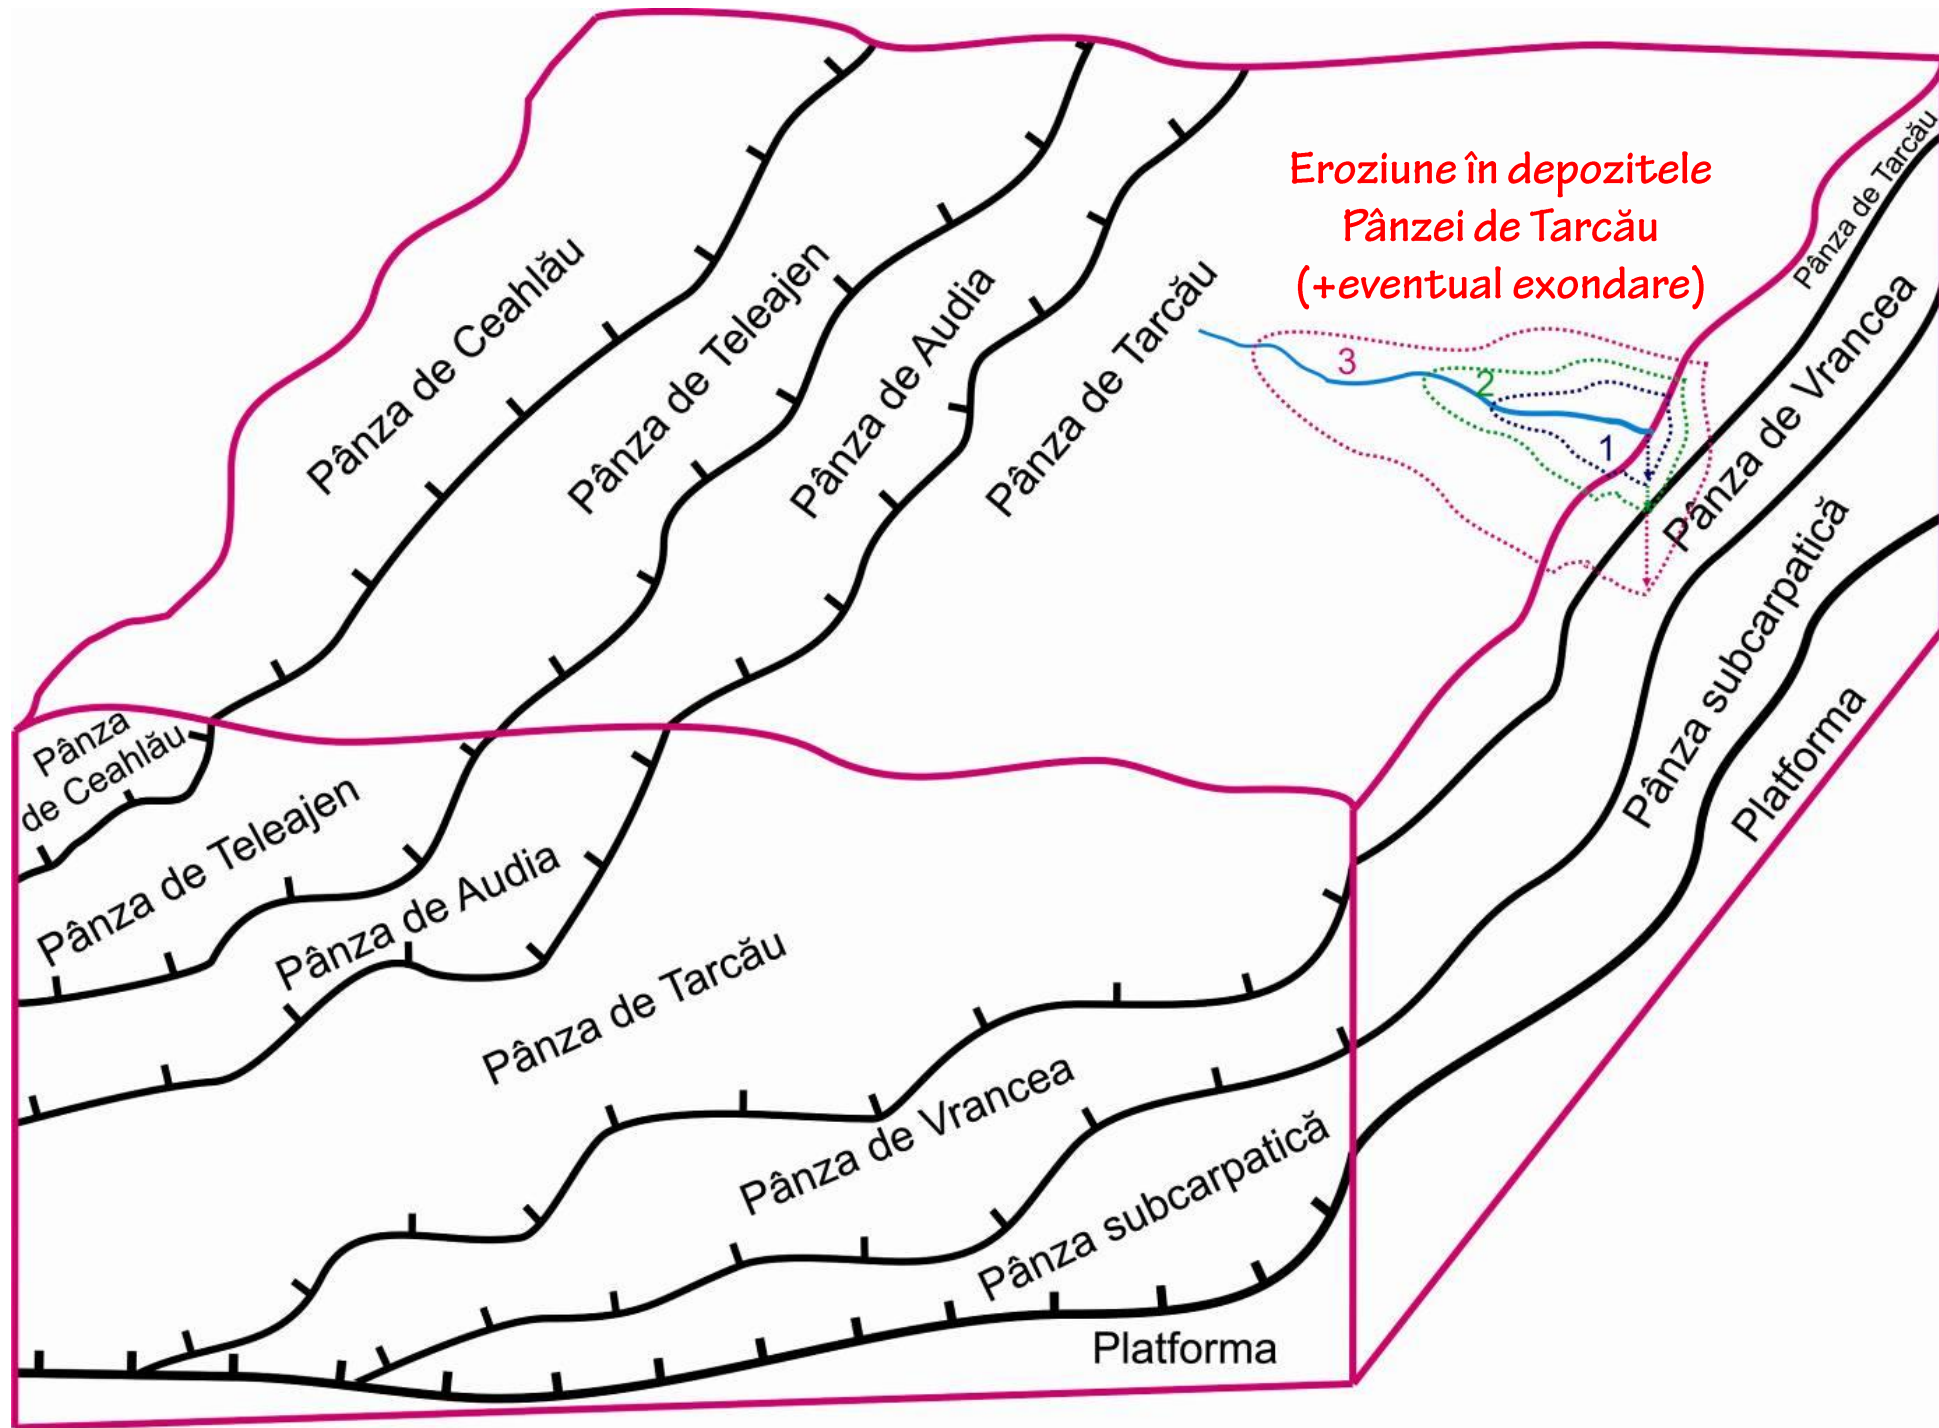 Eroziune în depozitele
Pânzei de Tarcău
(+eventual exondare)
Pânza de Ceahlău
Pânza de Teleajen
Pânza de Audia
Pânza de Tarcău
3
2
1
Pânza de Tarcău
Pânza de Vrancea
Pânza subcarpatică
Platforma
Pânza
de Ceahlău
Pânza de Teleajen
Pânza de Audia
Pânza de Tarcău
Pânza de Vrancea
Pânza subcarpatică
Platforma